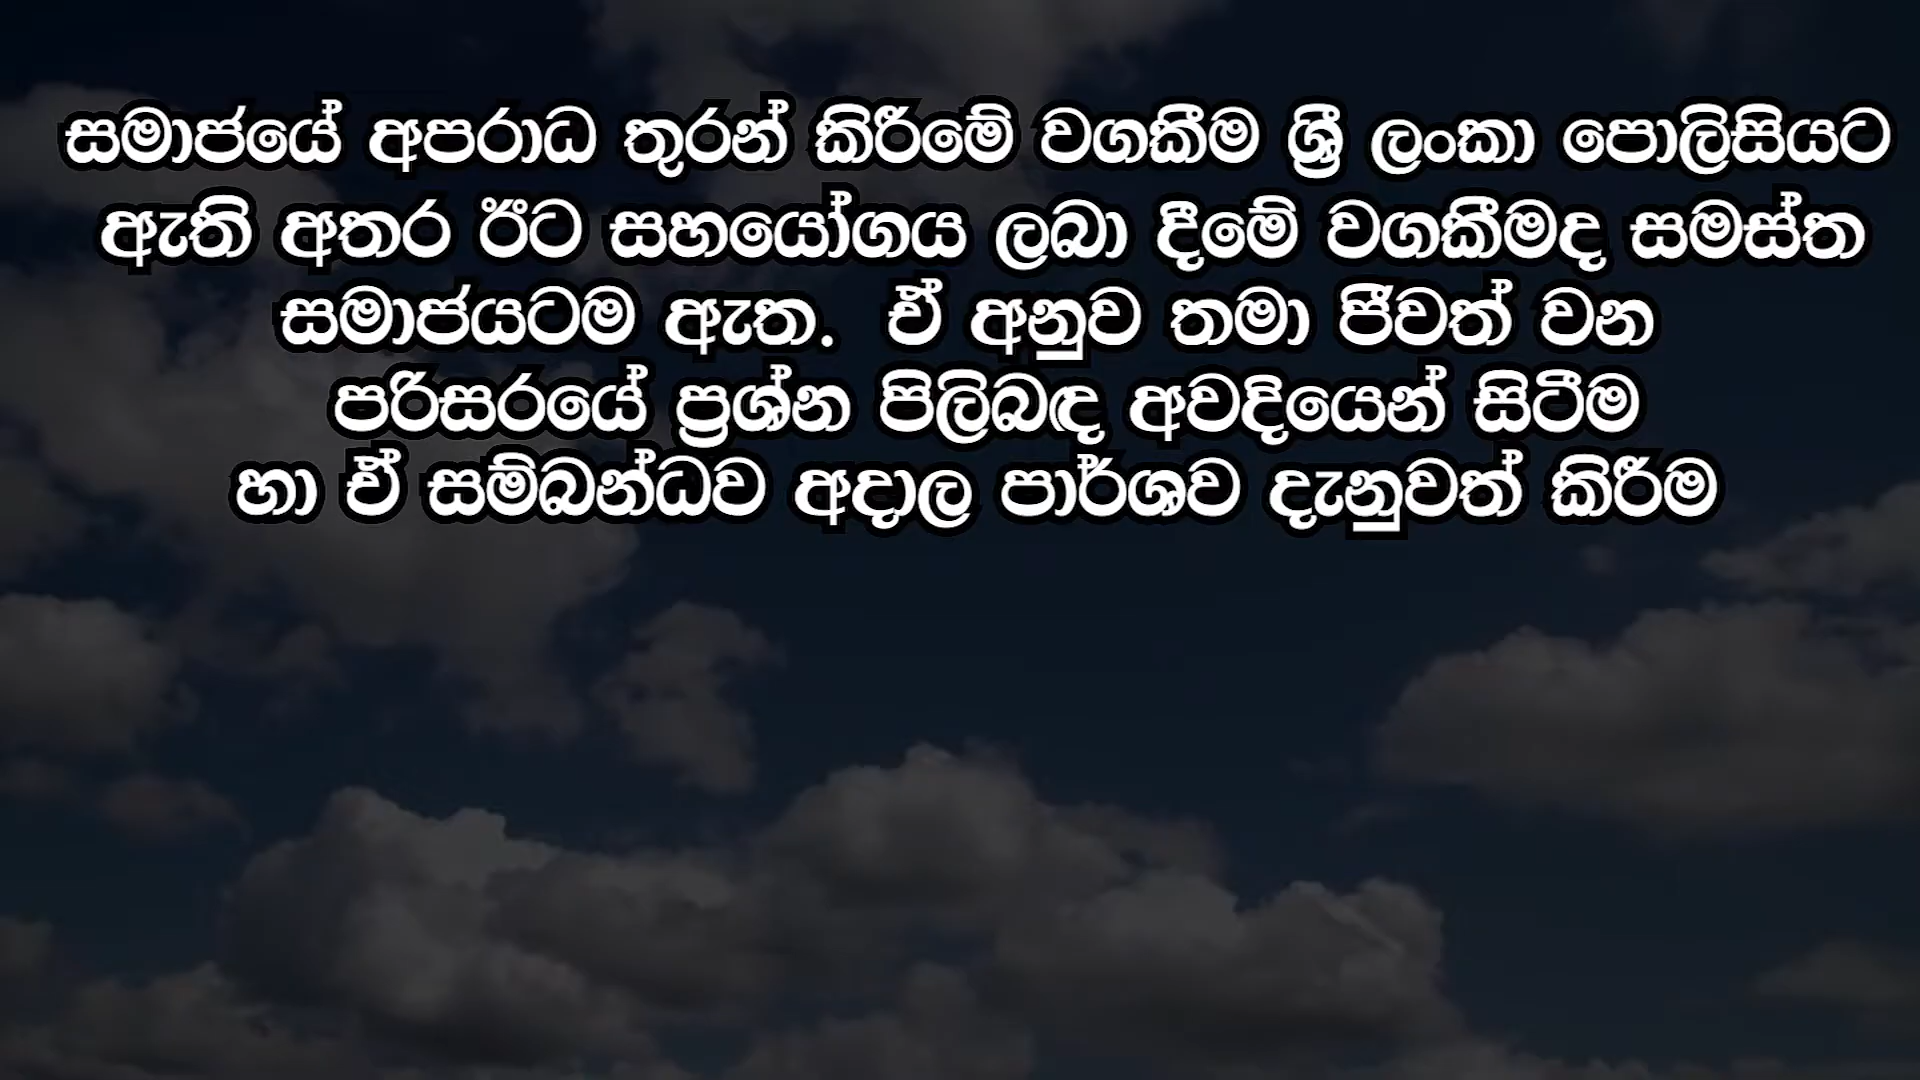 සමාජයේ අපරාධ තුරන් කිරීමේ වගකීම ශ්‍රී ලංකා පොලිසියට
ඇති අතර ඊට සහයෝගය ලබා දීමේ වගකීමද සමස්ත
සමාජයටම ඇත.  ඒ අනුව තමා ජීවත් වන
පරිසරයේ ප්‍රශ්න පිලිබඳ අවදියෙන් සිටීම
හා ඒ සම්බන්ධව අදාල පාර්ශව දැනුවත් කිරීම